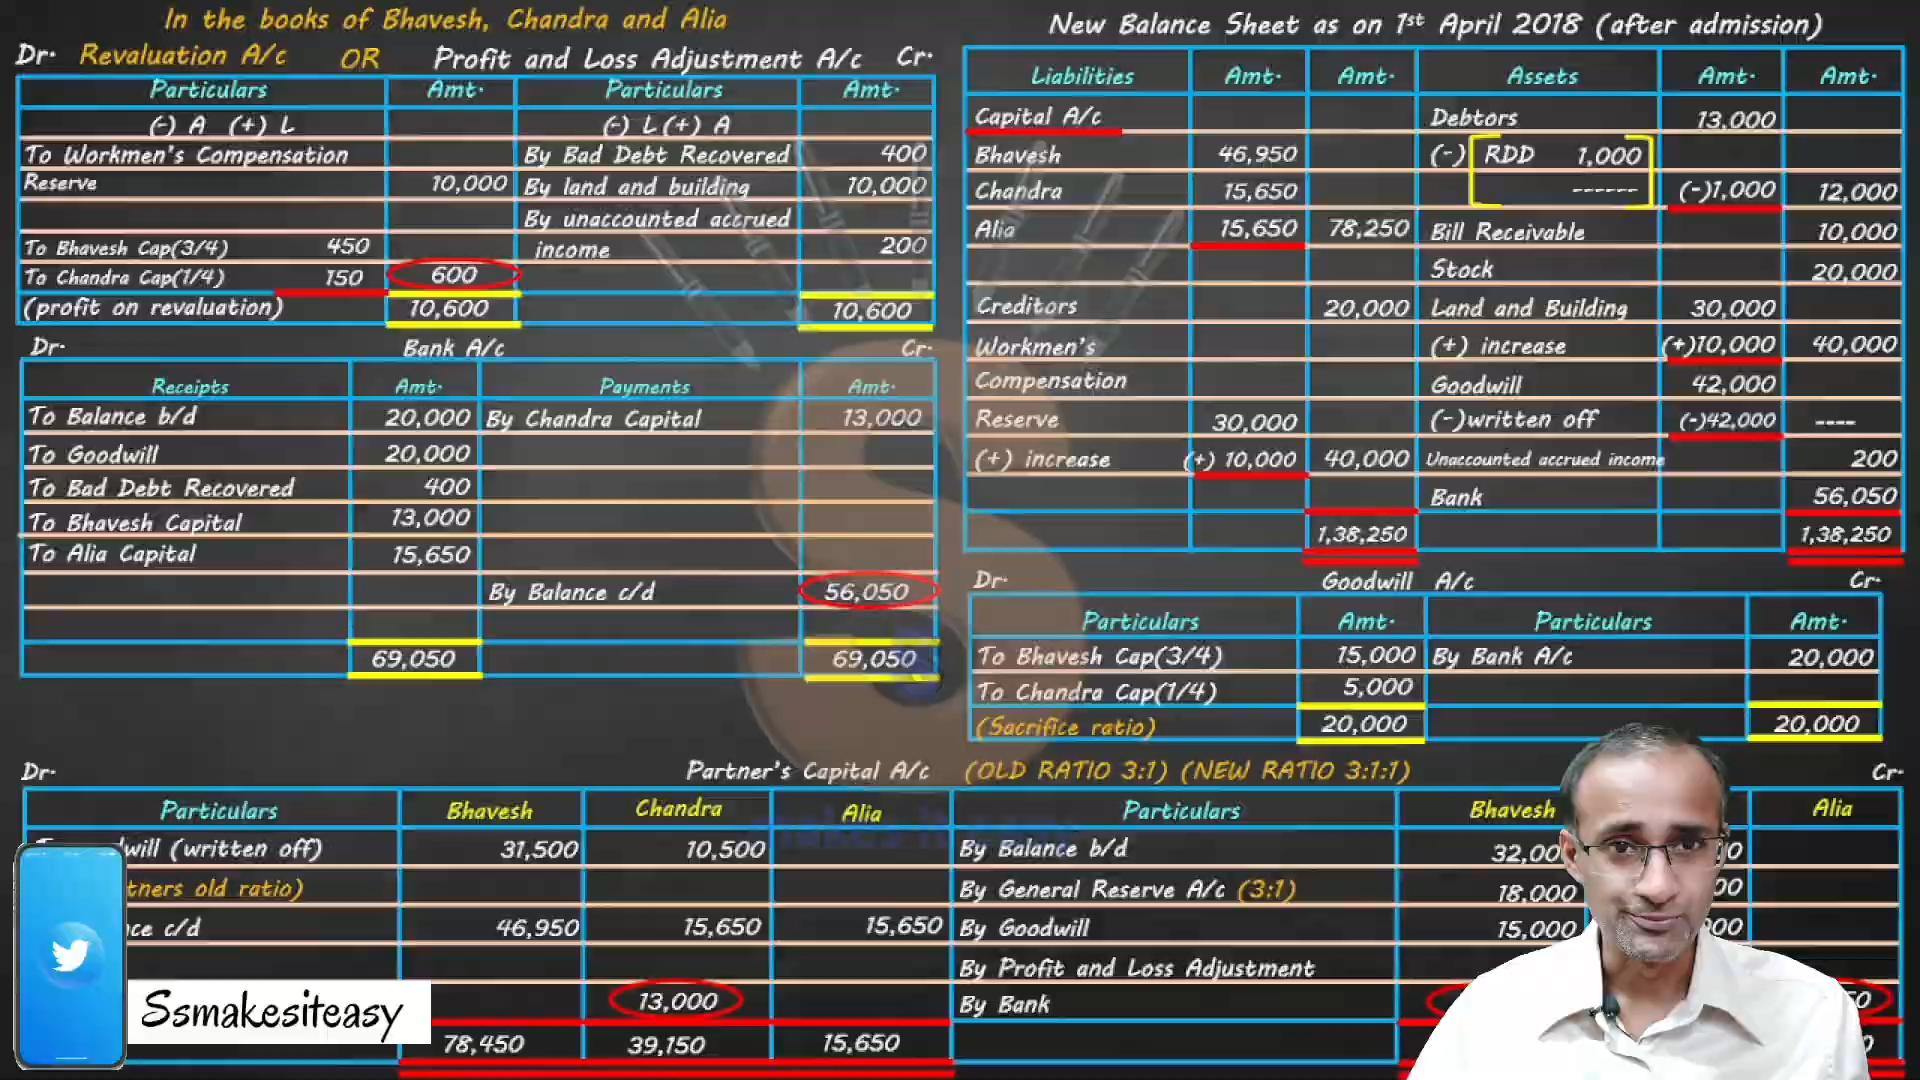 In the books of Bhavesh, Chandra and Alia
Dr. Revaluation A/c OR Profit and Loss Adjustment A/c Cr.
Particulars Amt. Particulars Amt.
(-) A (+) L (-) L (+) A
To Workmen's Compensation By Bad Debt Recovered 400
Reserve 10,000 By land and building 10,000
By unaccounted accrued
To Bhavesh Cap(3/4) 450 income 200
To Chandra Cap(1/4) 150 600
(profit on revaluation) 10,600 10,600
Dr. Bank A/c Cr.
Receipts Amt. Payments Amt.
To Balance b/d 20,000 By Chandra Capital 13,000
To Goodwill 20,000
To Bad Debt Recovered 400
To Bhavesh Capital 13,000
To Alia Capital 15,650
By Balance c/d 56,050
69,050 69,050
New Balance Sheet as on 1st April 2018 (after admission)
Liabilities Amt. Amt. Assets Amt. Amt.
Capital A/c Debtors 13,000
Bhavesh 46,950 (-) RDD 1,000
Chandra 15,650 ------ (-)1,000 12,000
Alia 15,650 78,250 Bill Receivable 10,000
Stock 20,000
Creditors 20,000 Land and Building 30,000
Workmen's (+) increase (+)10,000 40,000
Compensation Goodwill 42,000
Reserve 30,000 (-)written off (-)42,000 ----
(+) increase (+) 10,000 40,000 Unaccounted accrued income 200
Bank 56,050
1,38,250 1,38,250
Dr. Goodwill A/c Cr.
Particulars Amt. Particulars Amt.
To Bhavesh Cap(3/4) 15,000 By Bank A/c 20,000
To Chandra Cap(1/4) 5,000
(Sacrifice ratio) 20,000 20,000
Dr. Partner's Capital A/c (OLD RATIO 3:1) (NEW RATIO 3:1:1) Cr.
Particulars Bhavesh Chandra Alia Particulars Bhavesh Alia
will (written off) 31,500 10,500 By Balance b/d 32,00
tners old ratio) By General Reserve A/c (3:1) 18,000 00
ce c/d 46,950 15,650 15,650 By Goodwill 15,000 00
By Profit and Loss Adjustment
13,000 By Bank 50
78,450 39,150 15,650
Ssmakesiteasy